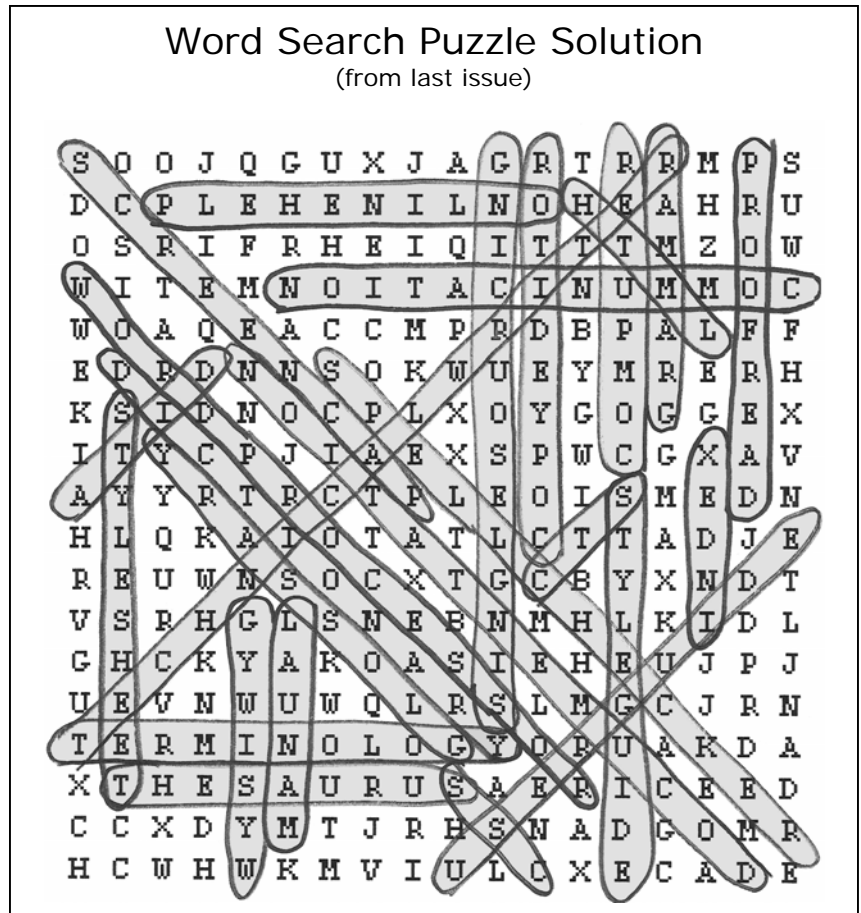 Word Search Puzzle Solution
(from last issue)
S O O J Q G U X J A G R T R R M P S
D C P L E H E N I L N O H E A H R U
O S R I F R H E I Q I T T T M Z O W
W I T E M N O I T A C I N U M M O C
W O A Q E A C C M P R D B P A L F F
E D R D N N S O K W U E Y M R E R H
K S I D N O C P L X O Y G O G G E X
I T Y C P J I A E X S P W C G X A V
A Y Y R T R C T P L E O I S M E D N
H L Q K A I O T A T L C T T A D J E
R E U W N S O C X T G C B Y X N D T
V S R H G L S N E B N M H L K I D L
G H C K Y A K O A S I E H E U J P J
U E V N W U W Q L R S L M G C J R N
T E R M I N O L O G Y O R U A K D A
X T H E S A U R U S A E R I C E E D
C C X D Y M T J R H S N A D G O M R
H C W H W K M V I U L C X E C A D E